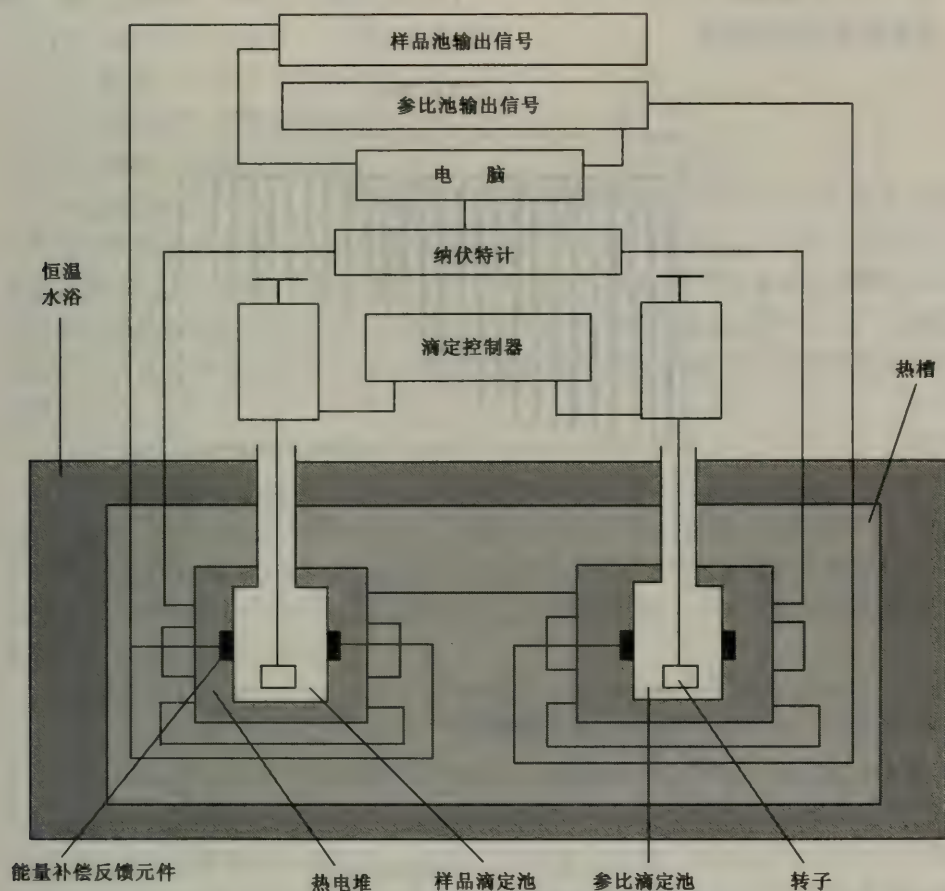 样品池输出信号
参比池输出信号
电 脑
纳伏特计
恒温
水浴
滴定控制器
热槽
能量补偿反馈元件
热电堆
样品滴定池
参比滴定池
转子